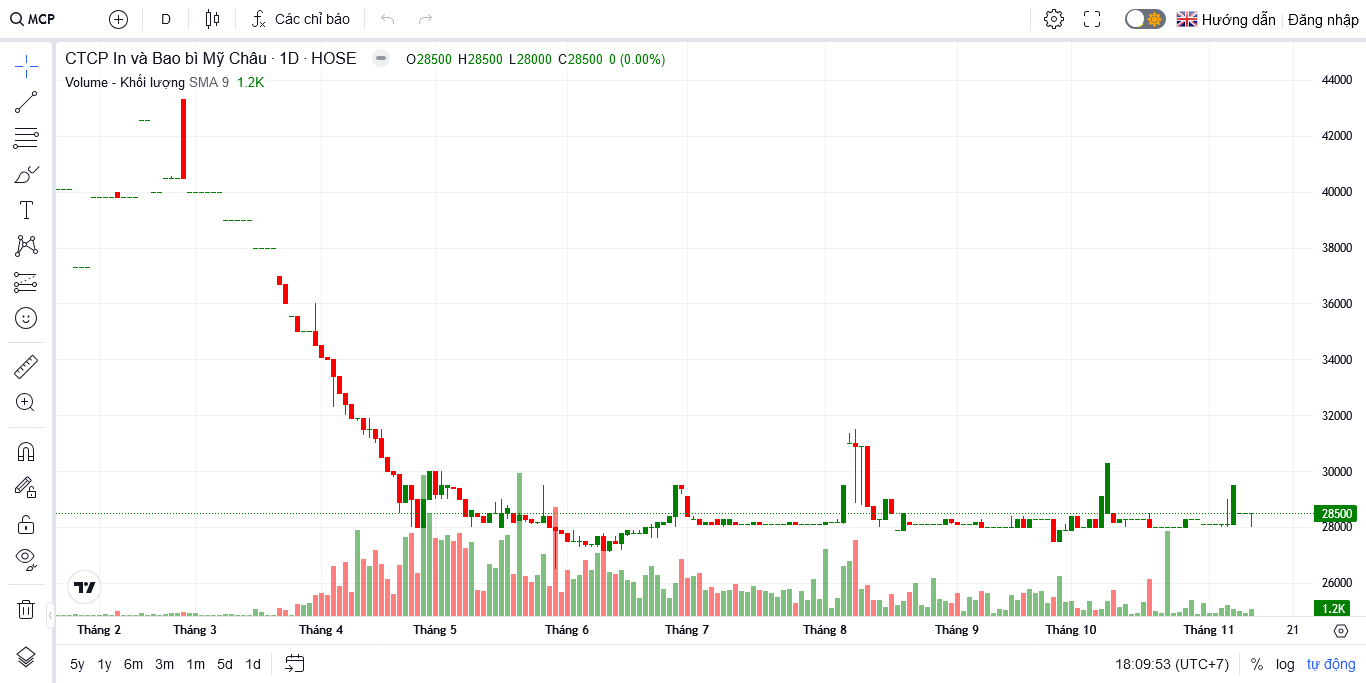 MCP D Các chỉ báo Hướng dẫn Đăng nhập
CTCP In và Bao bì Mỹ Châu · 1D · HOSE O28500 H28500 L28000 C28500 0 (0.00%)
Volume - Khối lượng SMA 9 1.2K
44000
42000
40000
38000
36000
34000
32000
30000
28500
28000
26000
1.2K
Tháng 2 Tháng 3 Tháng 4 Tháng 5 Tháng 6 Tháng 7 Tháng 8 Tháng 9 Tháng 10 Tháng 11 21
5y 1y 6m 3m 1m 5d 1d 18:09:53 (UTC+7) % log tự động